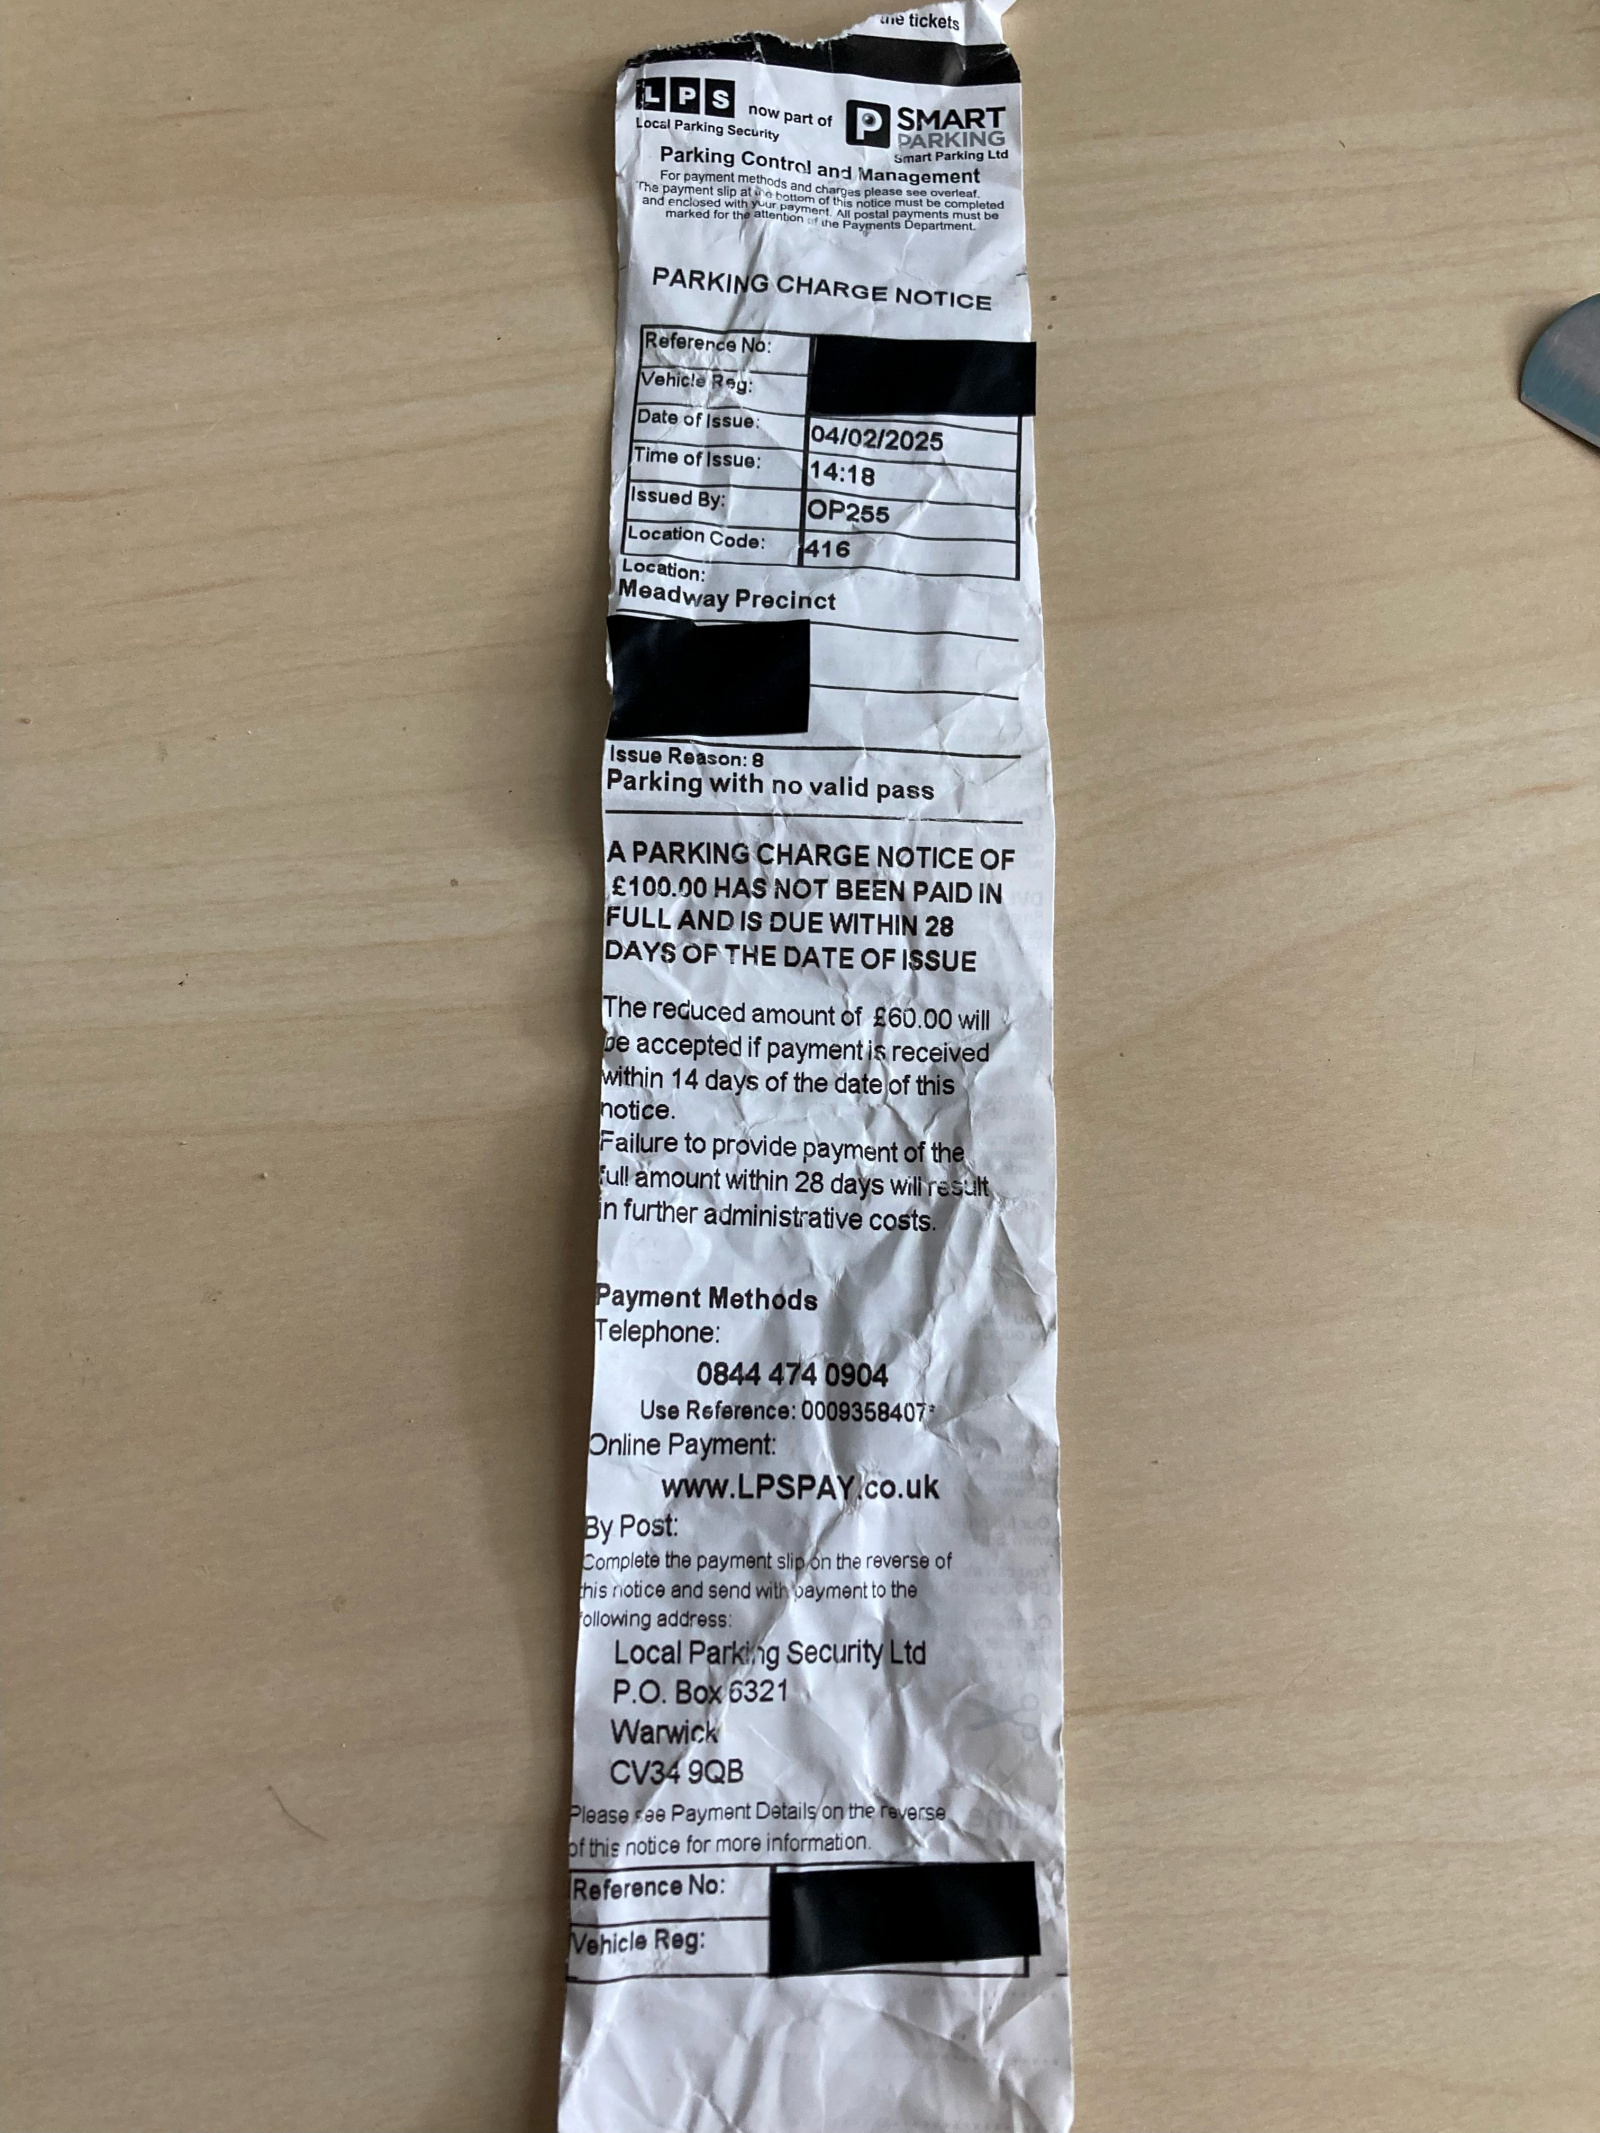 the tickets
LPS now part of P SMART
Local Parking Security PARKING
Smart Parking Ltd
Parking Control and Management
For payment methods and charges please see overleaf.
The payment slip at the bottom of this notice must be completed
and enclosed with your payment. All postal payments must be
marked for the attention of the Payments Department.
PARKING CHARGE NOTICE
Reference No:
Vehicle Reg:
Date of Issue: 04/02/2025
Time of Issue: 14:18
Issued By: OP255
Location Code: 416
Location:
Meadway Precinct
Issue Reason: 8
Parking with no valid pass
A PARKING CHARGE NOTICE OF
£100.00 HAS NOT BEEN PAID IN
FULL AND IS DUE WITHIN 28
DAYS OF THE DATE OF ISSUE
The reduced amount of £60.00 will
be accepted if payment is received
within 14 days of the date of this
notice.
Failure to provide payment of the
full amount within 28 days will result
in further administrative costs.
Payment Methods
Telephone:
0844 474 0904
Use Reference: 0009358407*
Online Payment:
www.LPSPAY.co.uk
By Post:
Complete the payment slip on the reverse of
this notice and send with payment to the
following address:
Local Parking Security Ltd
P.O. Box 6321
Warwick
CV34 9QB
Please see Payment Details on the reverse
of this notice for more information.
Reference No:
Vehicle Reg: